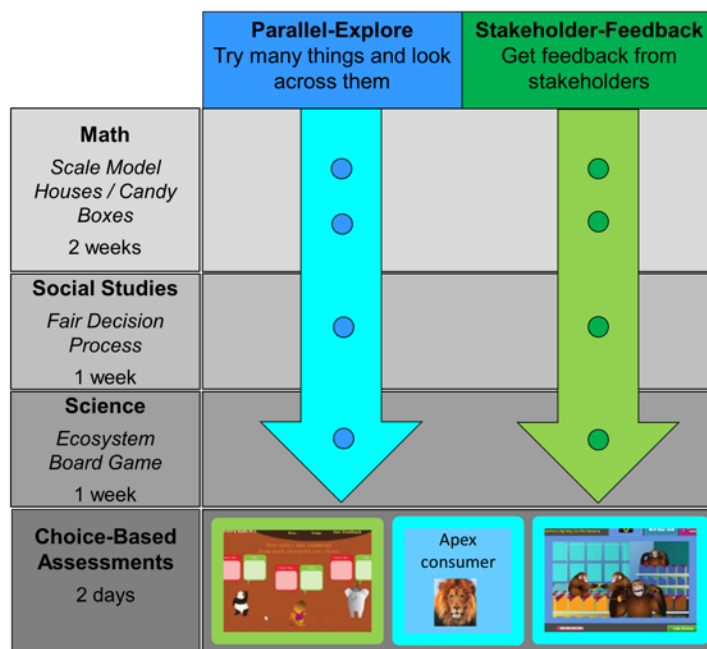 Parallel-Explore
Try many things and look
across them
Stakeholder-Feedback
Get feedback from
stakeholders
Math
Scale Model
Houses / Candy
Boxes
2 weeks
Social Studies
Fair Decision
Process
1 week
Science
Ecosystem
Board Game
1 week
Choice-Based
Assessments
2 days
Apex
consumer